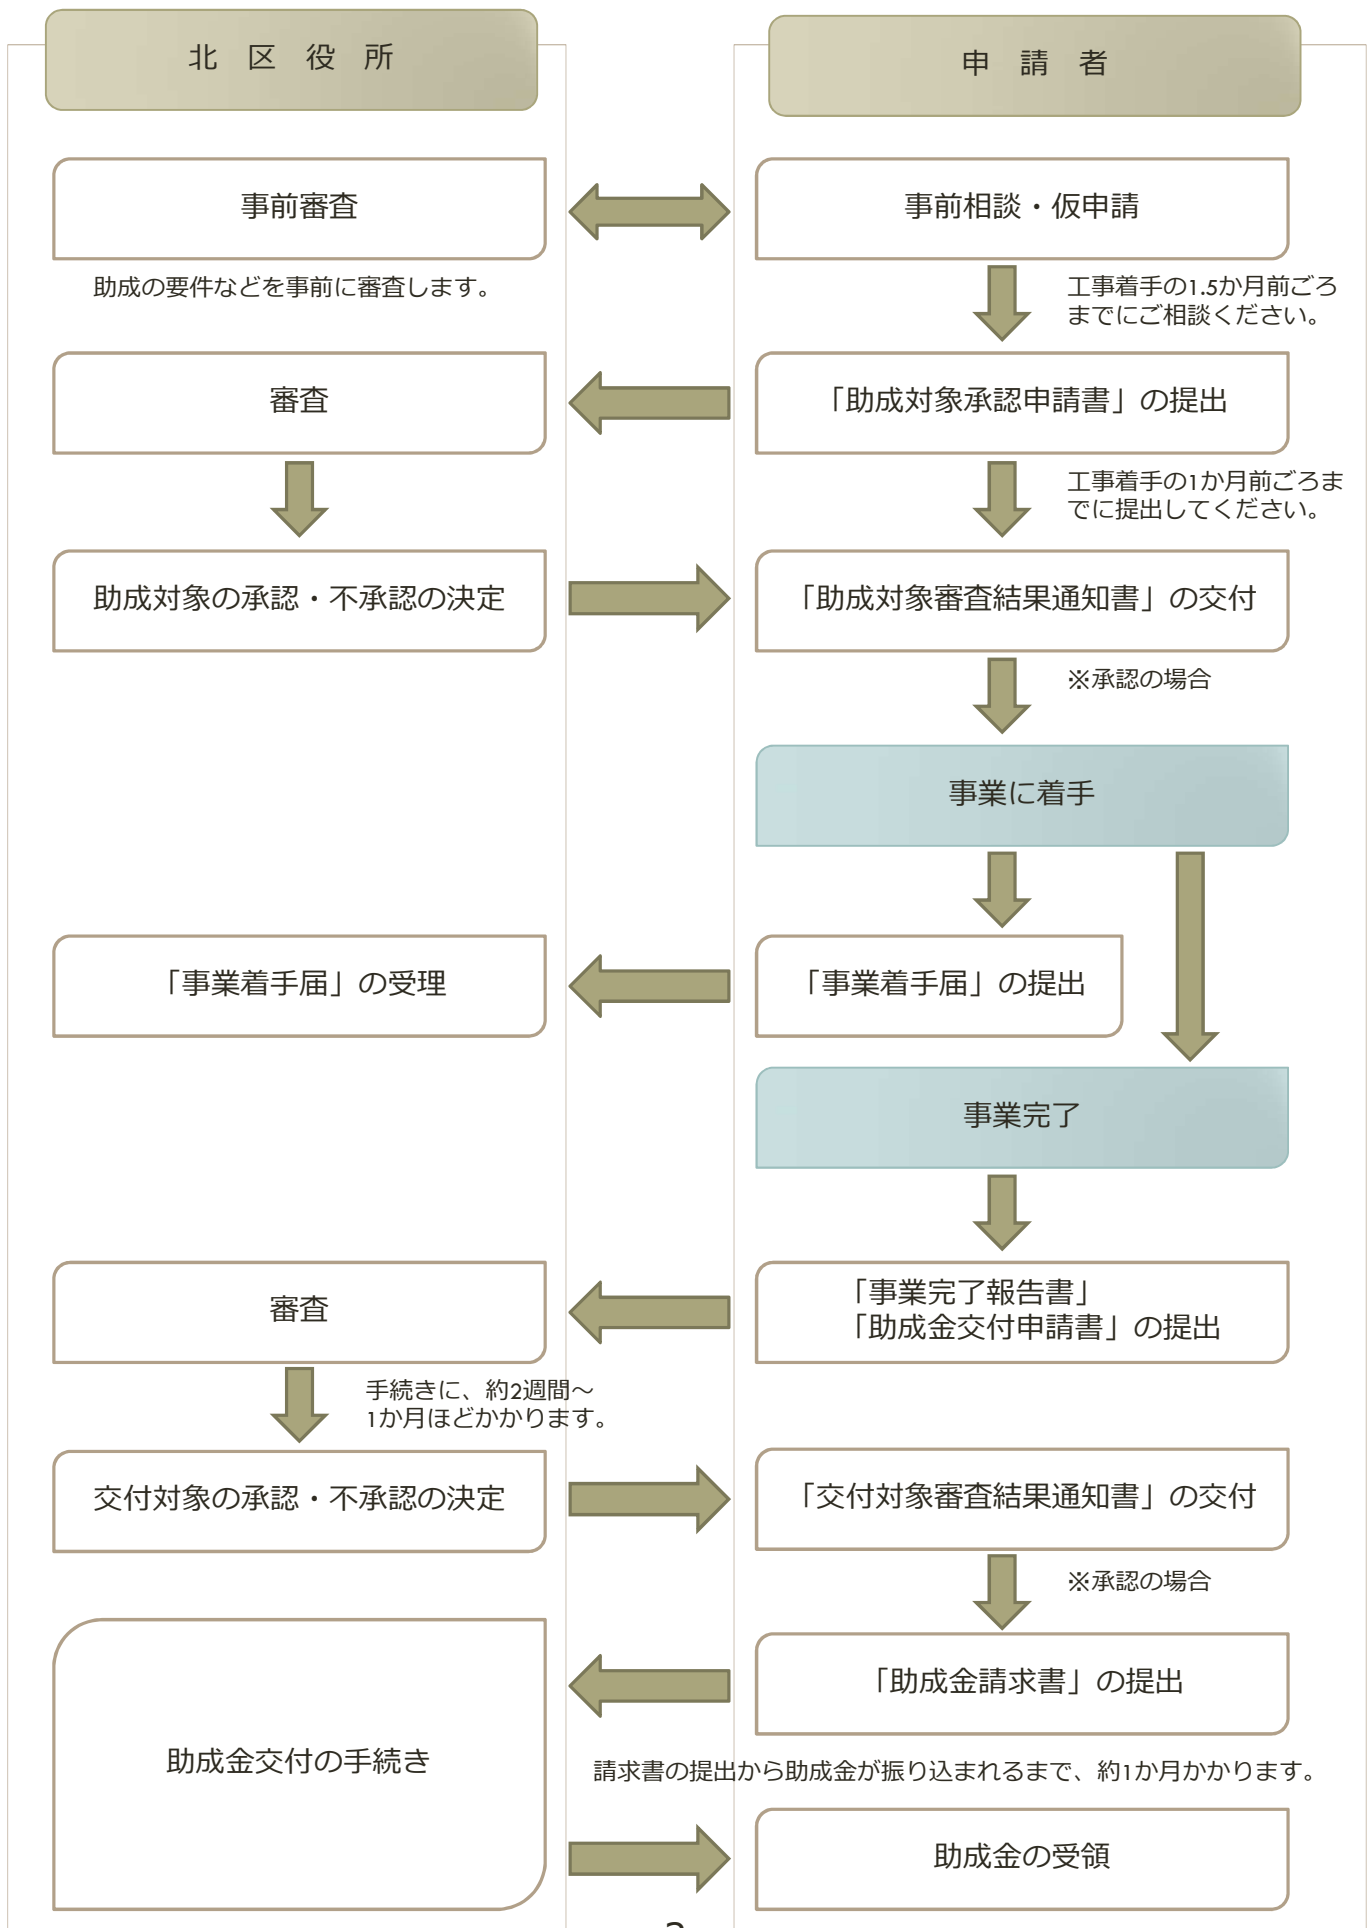 北区役所
申請者
事前審査
事前相談・仮申請
助成の要件などを事前に審査します。
工事着手の1.5か月前ごろ
までにご相談ください。
審査
「助成対象承認申請書」の提出
工事着手の1か月前ごろま
でに提出してください。
助成対象の承認・不承認の決定
「助成対象審査結果通知書」の交付
※承認の場合
事業に着手
「事業着手届」の受理
「事業着手届」の提出
事業完了
審査
「事業完了報告書」
「助成金交付申請書」の提出
手続きに、約2週間～
1か月ほどかかります。
交付対象の承認・不承認の決定
「交付対象審査結果通知書」の交付
※承認の場合
「助成金請求書」の提出
助成金交付の手続き
請求書の提出から助成金が振り込まれるまで、約1か月かかります。
助成金の受領